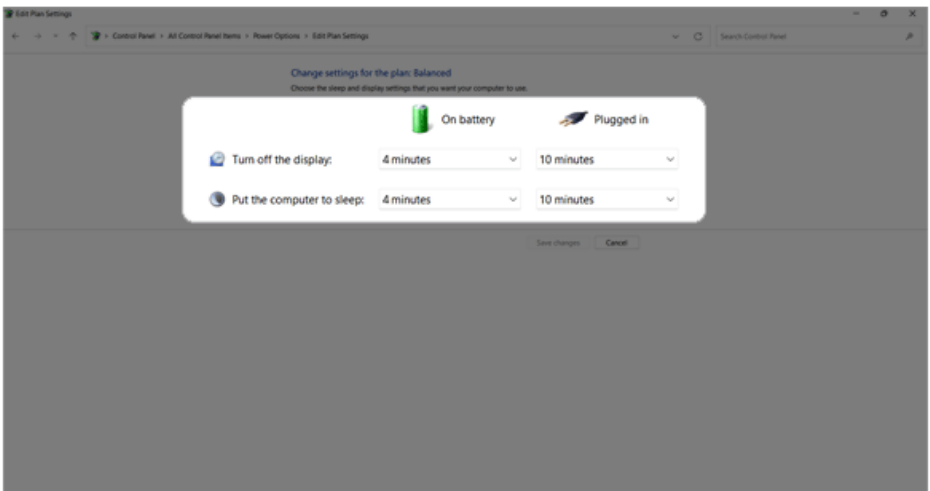 Edit Plan Settings
Control Panel > All Control Panel Items > Power Options > Edit Plan Settings
Search Control Panel
Change settings for the plan: Balanced
Choose the sleep and display settings that you want your computer to use.
On battery Plugged in
Turn off the display: 4 minutes 10 minutes
Put the computer to sleep: 4 minutes 10 minutes
Save changes Cancel